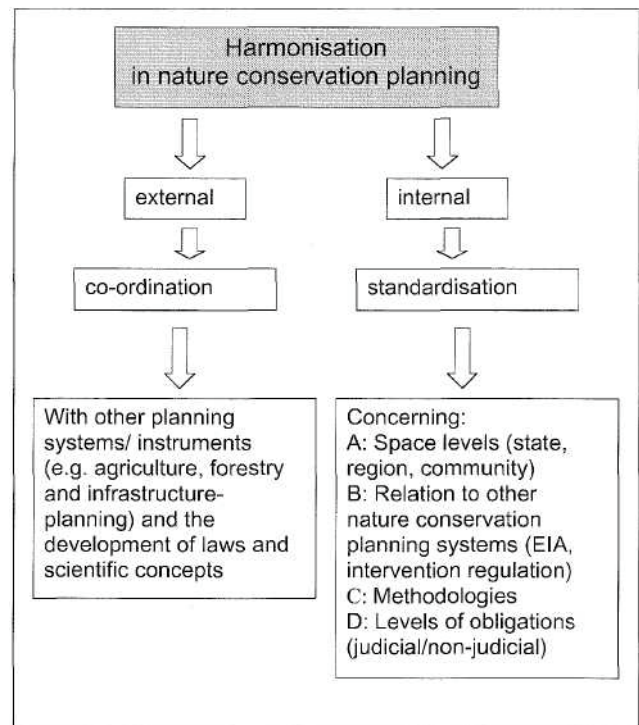 Harmonisation
in nature conservation planning
external
internal
co-ordination
standardisation
With other planning
systems/ instruments
(e.g. agriculture, forestry
and infrastructure-
planning) and the
development of laws and
scientific concepts
Concerning:
A: Space levels (state,
region, community)
B: Relation to other
nature conservation
planning systems (EIA,
intervention regulation)
C: Methodologies
D: Levels of obligations
(judicial/non-judicial)